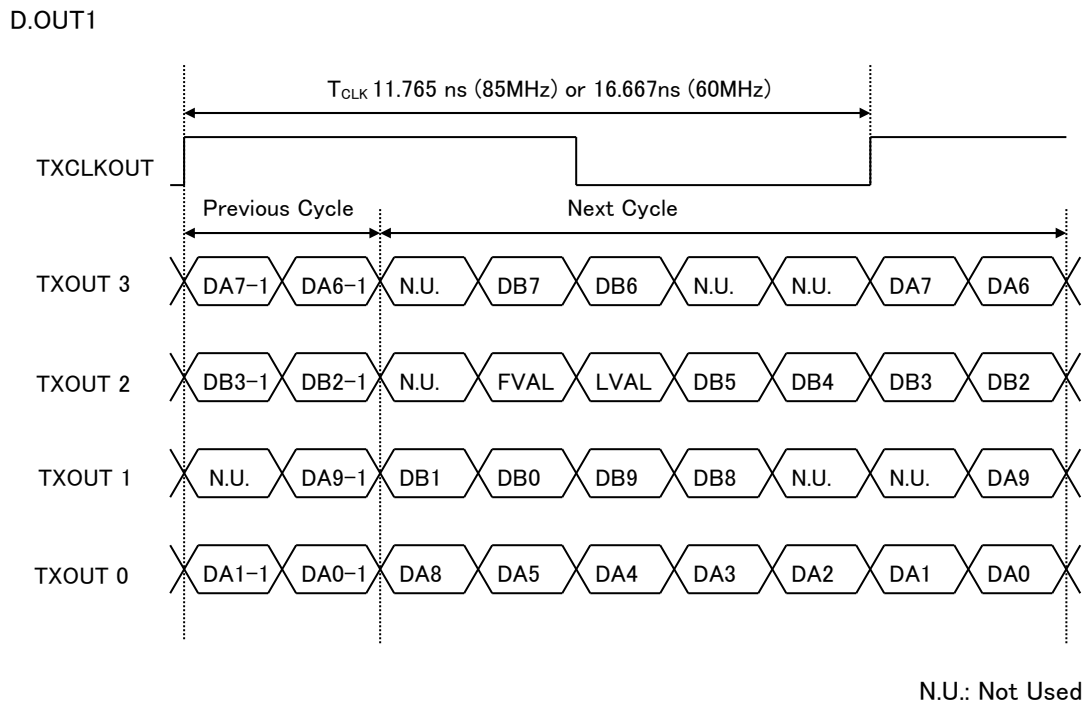 D.OUT1
TCLK 11.765 ns (85MHz) or 16.667ns (60MHz)
TXCLKOUT
Previous Cycle Next Cycle
TXOUT 3 DA7-1 DA6-1 N.U. DB7 DB6 N.U. N.U. DA7 DA6
TXOUT 2 DB3-1 DB2-1 N.U. FVAL LVAL DB5 DB4 DB3 DB2
TXOUT 1 N.U. DA9-1 DB1 DB0 DB9 DB8 N.U. N.U. DA9
TXOUT 0 DA1-1 DA0-1 DA8 DA5 DA4 DA3 DA2 DA1 DA0
N.U.: Not Used